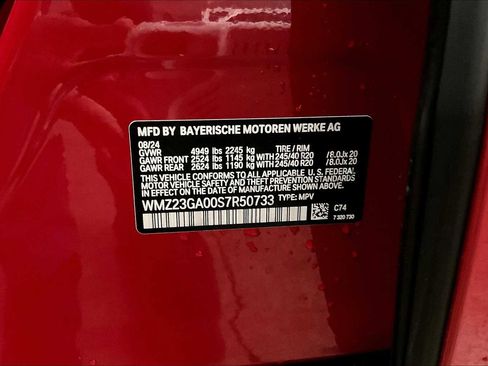 MFD BY BAYERISCHE MOTOREN WERKE AG
08/24 TIRE / RIM
GVWR 4949 lbs 2245 kg
GAWR FRONT 2524 lbs 1145 kg WITH 245/40 R20 /8.0Jx 20
GAWR REAR 2624 lbs 1190 kg WITH 245/40 R20 /8.0Jx 20
THIS VEHICLE CONFORMS TO ALL APPLICABLE U. S. FEDERAL
MOTOR VEHICLE SAFETY AND THEFT PREVENTION STANDARDS
IN EFFECT ON THE DATE OF MANUFACTURE SHOWN ABOVE.
WMZ23GA00S7R50733 TYPE: MPV
C74
7 320 730